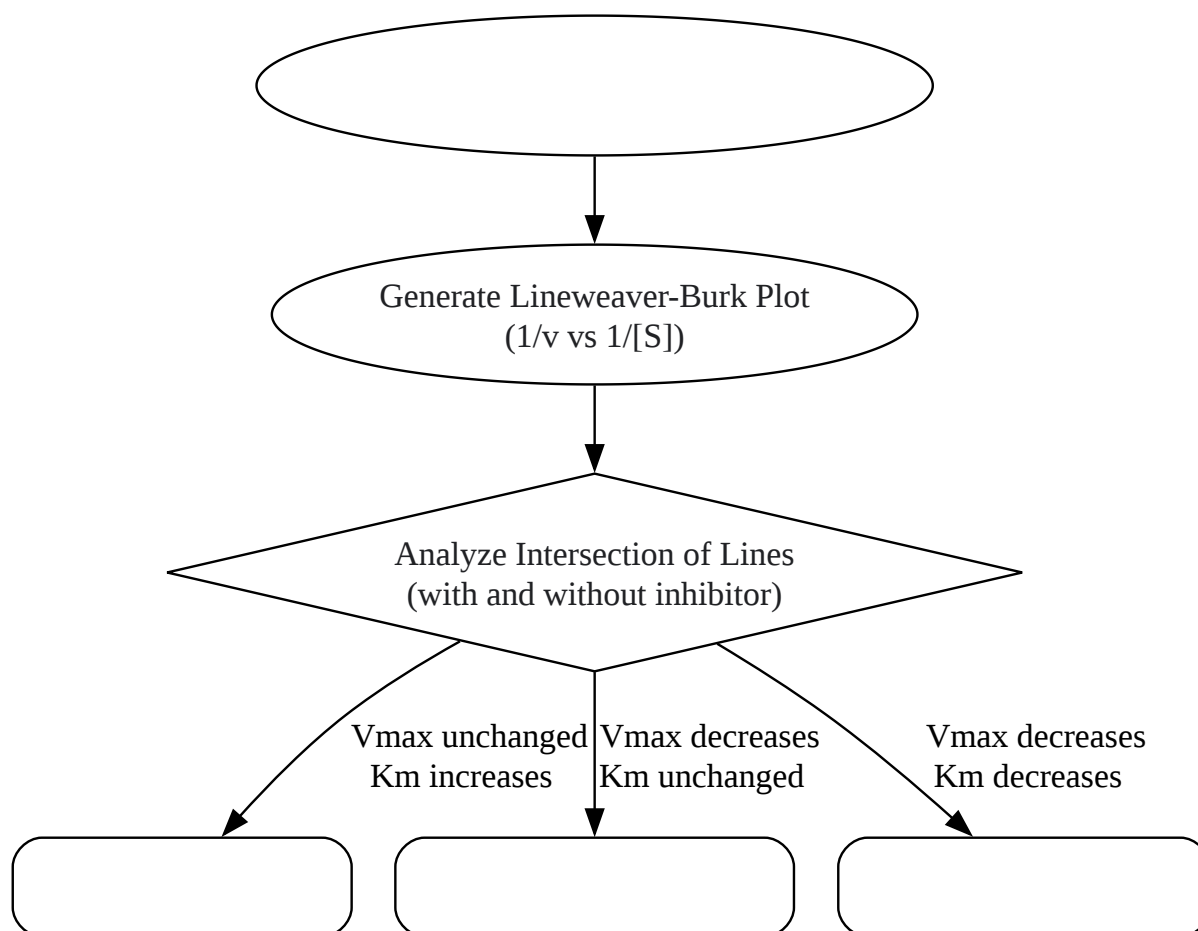 Generate Lineweaver-Burk Plot
(1/v vs 1/[S])
Analyze Intersection of Lines
(with and without inhibitor)
Vmax unchanged
Km increases
Vmax decreases
Km unchanged
Vmax decreases
Km decreases